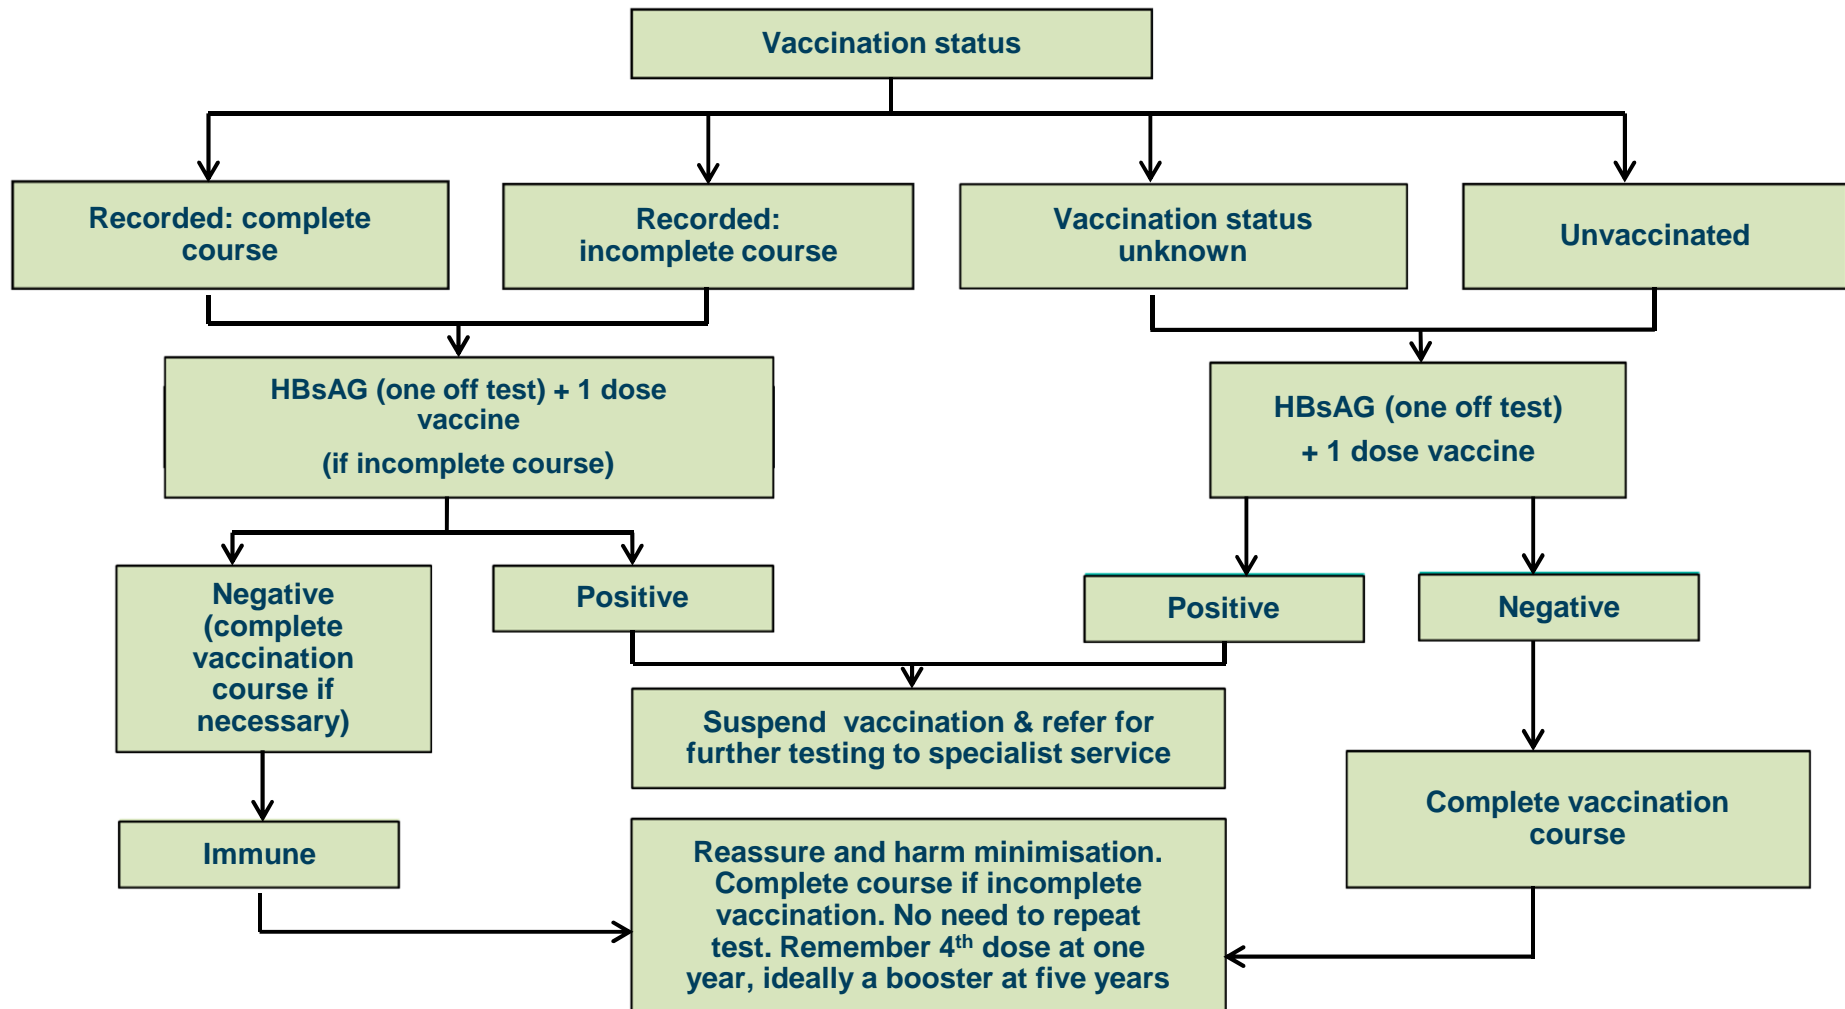 Vaccination status
Recorded: complete
course
Recorded:
incomplete course
Vaccination status
unknown
Unvaccinated
HBsAG (one off test) + 1 dose
vaccine
(if incomplete course)
HBsAG (one off test)
+ 1 dose vaccine
Negative
(complete
vaccination
course if
necessary)
Positive
Positive
Negative
Suspend  vaccination & refer for
further testing to specialist service
Complete vaccination
course
Immune
Reassure and harm minimisation.
Complete course if incomplete
vaccination. No need to repeat
test. Remember 4th dose at one
year, ideally a booster at five years